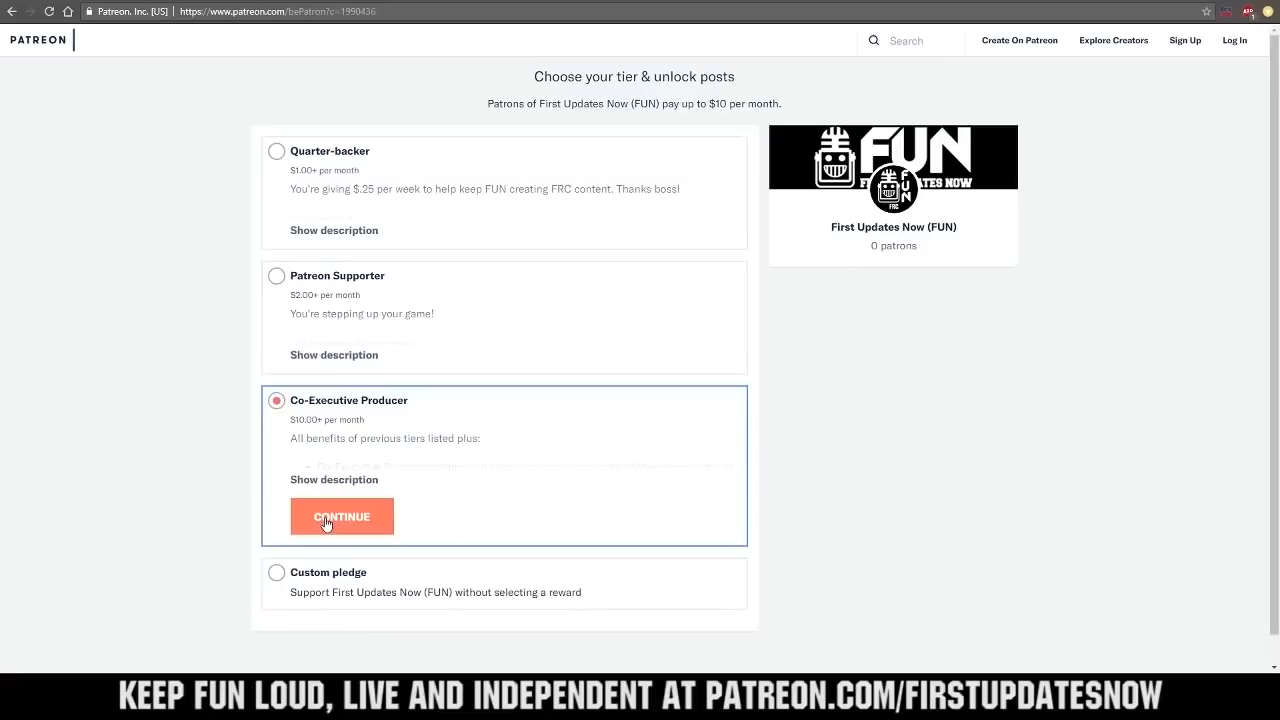 Patreon, Inc. [US] | https://www.patreon.com/bePatron?c=1990436
PATREON
Search
Create On Patreon
Explore Creators
Sign Up
Log In
Choose your tier & unlock posts
Patrons of First Updates Now (FUN) pay up to $10 per month.
Quarter-backer
$1.00+ per month
You're giving $.25 per week to help keep FUN creating FRC content. Thanks boss!
Show description
Patreon Supporter
$2.00+ per month
You're stepping up your game!
Show description
Co-Executive Producer
$10.00+ per month
All benefits of previous tiers listed plus:
Show description
CONTINUE
Custom pledge
Support First Updates Now (FUN) without selecting a reward
FUN
TES NOW
FUN
FRC
First Updates Now (FUN)
0 patrons
KEEP FUN LOUD, LIVE AND INDEPENDENT AT PATREON.COM/FIRSTUPDATESNOW